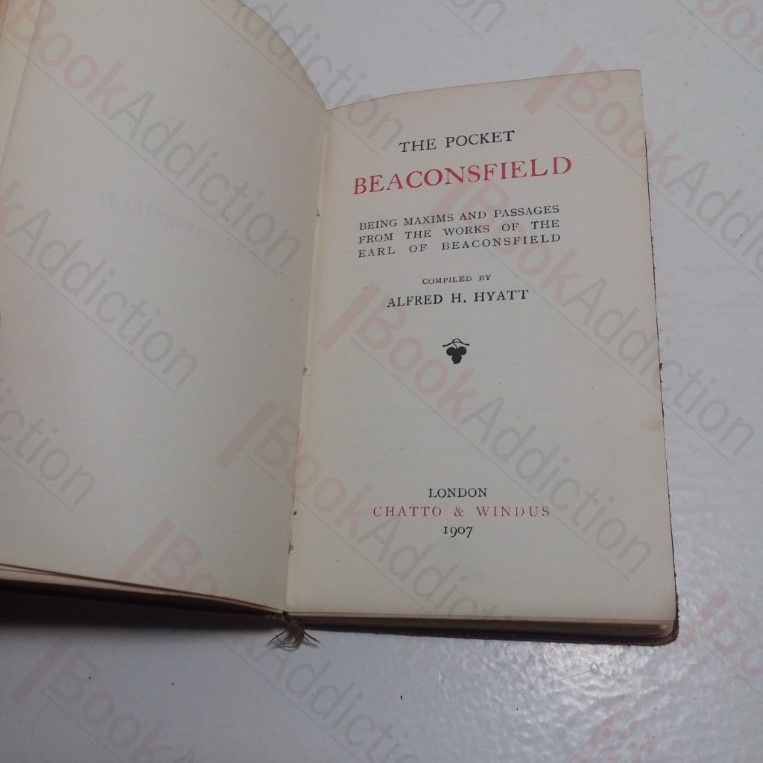 THE POCKET
BEACONSFIELD
BEING MAXIMS AND PASSAGES
FROM THE WORKS OF THE
EARL OF BEACONSFIELD
COMPILED BY
ALFRED H. HYATT
LONDON
CHATTO & WINDUS
1907
BookAddiction